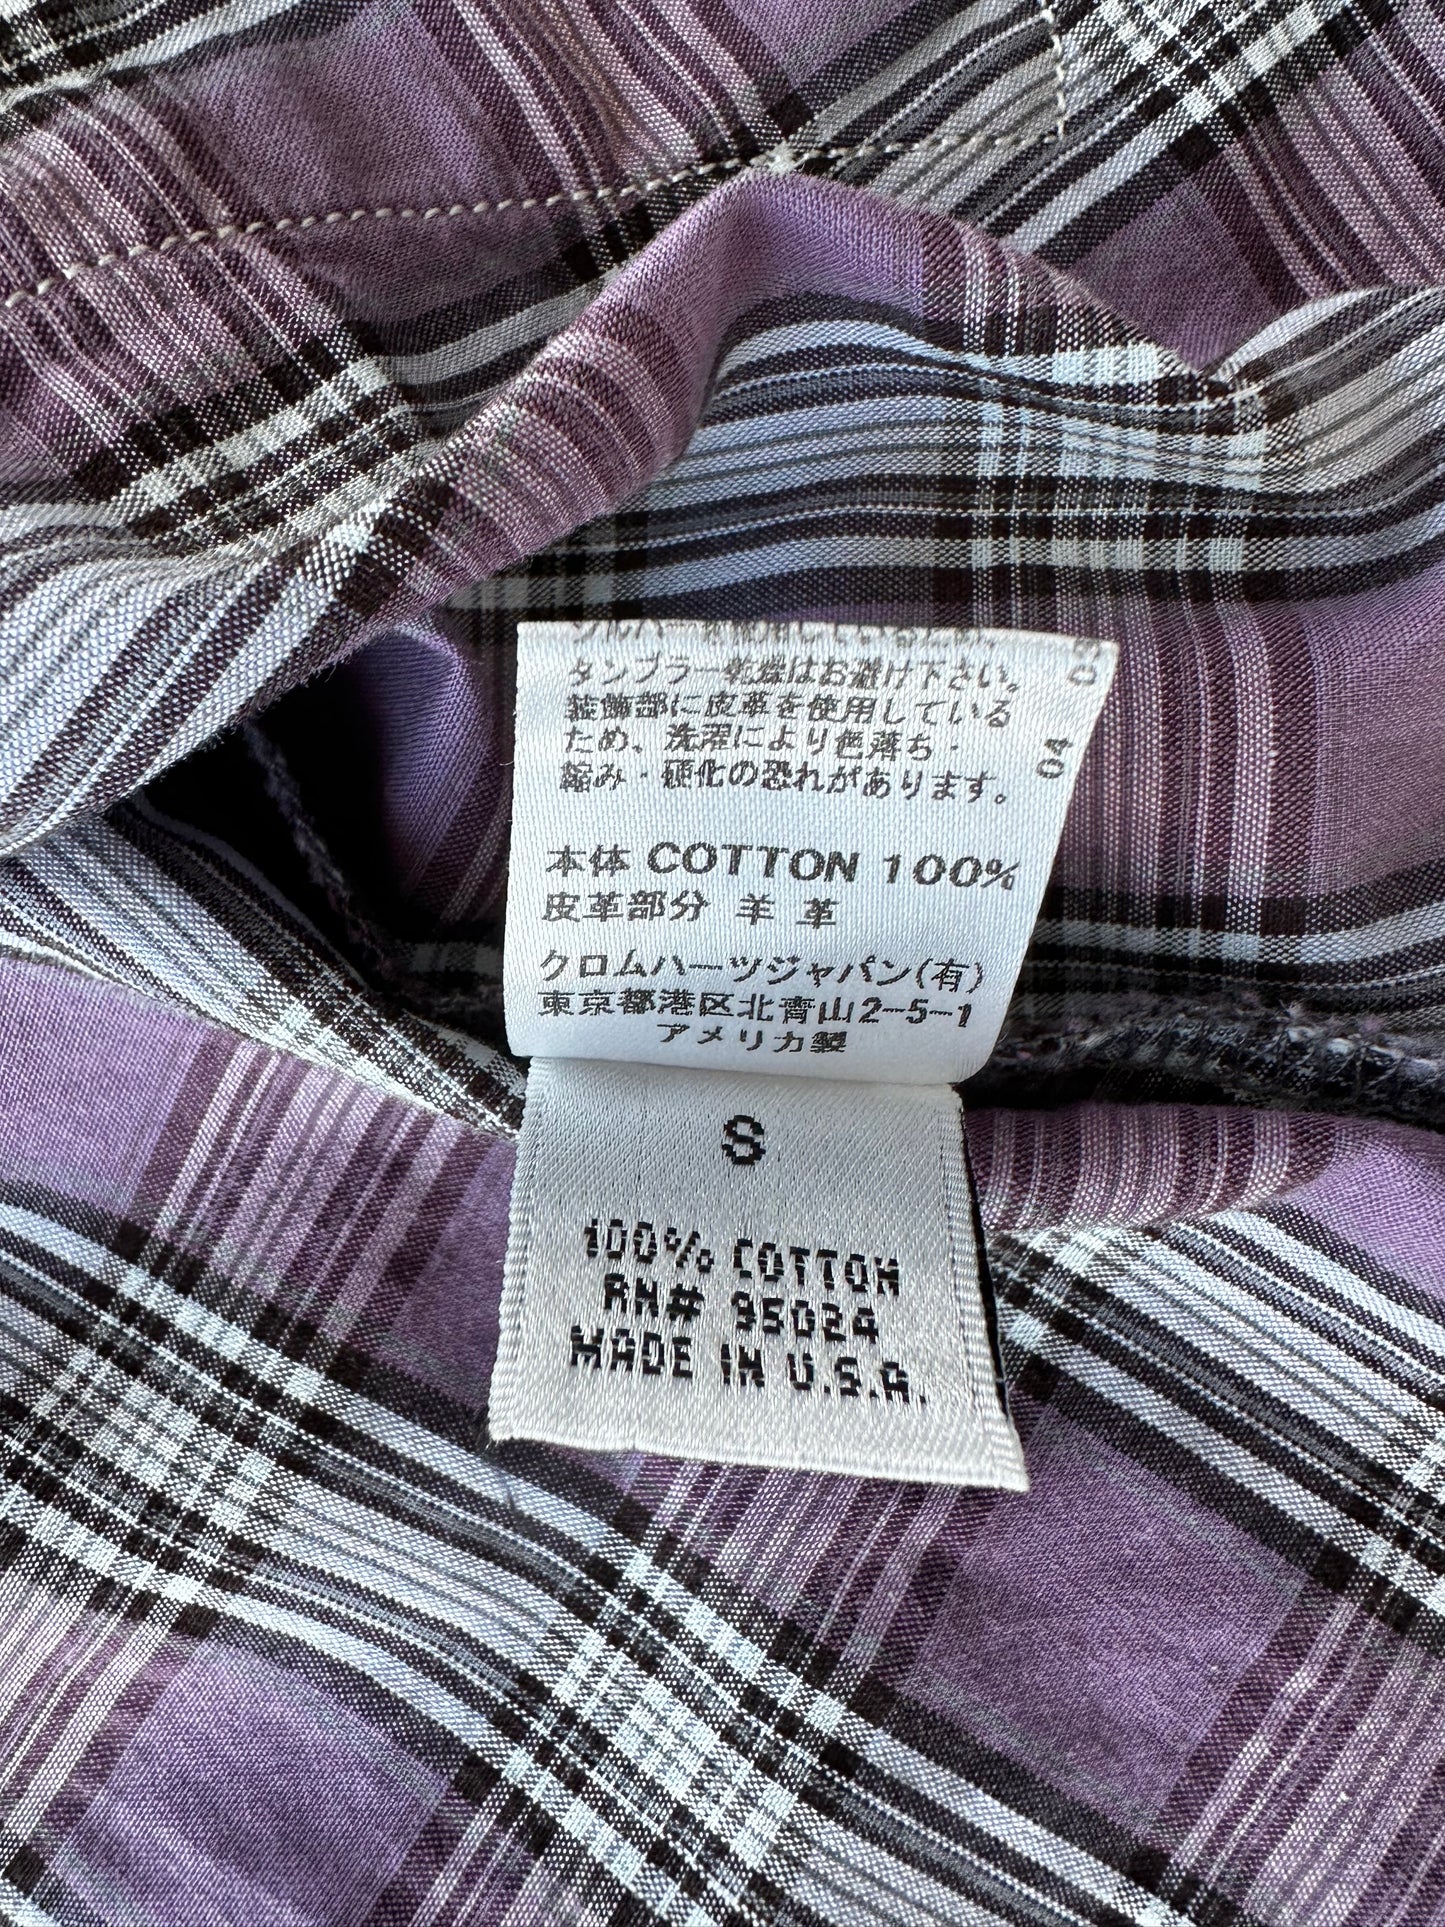 タンブラー乾燥はお避け下さい。
装飾部に皮革を使用している
ため、洗濯により色落ち・
縮み・硬化の恐れがあります。
04
本体 COTTON 100%
皮革部分 羊革
クロムハーツジャパン(有)
東京都港区北青山2-5-1
アメリカ製
S
100% COTTON
RN# 95024
MADE IN U.S.A.